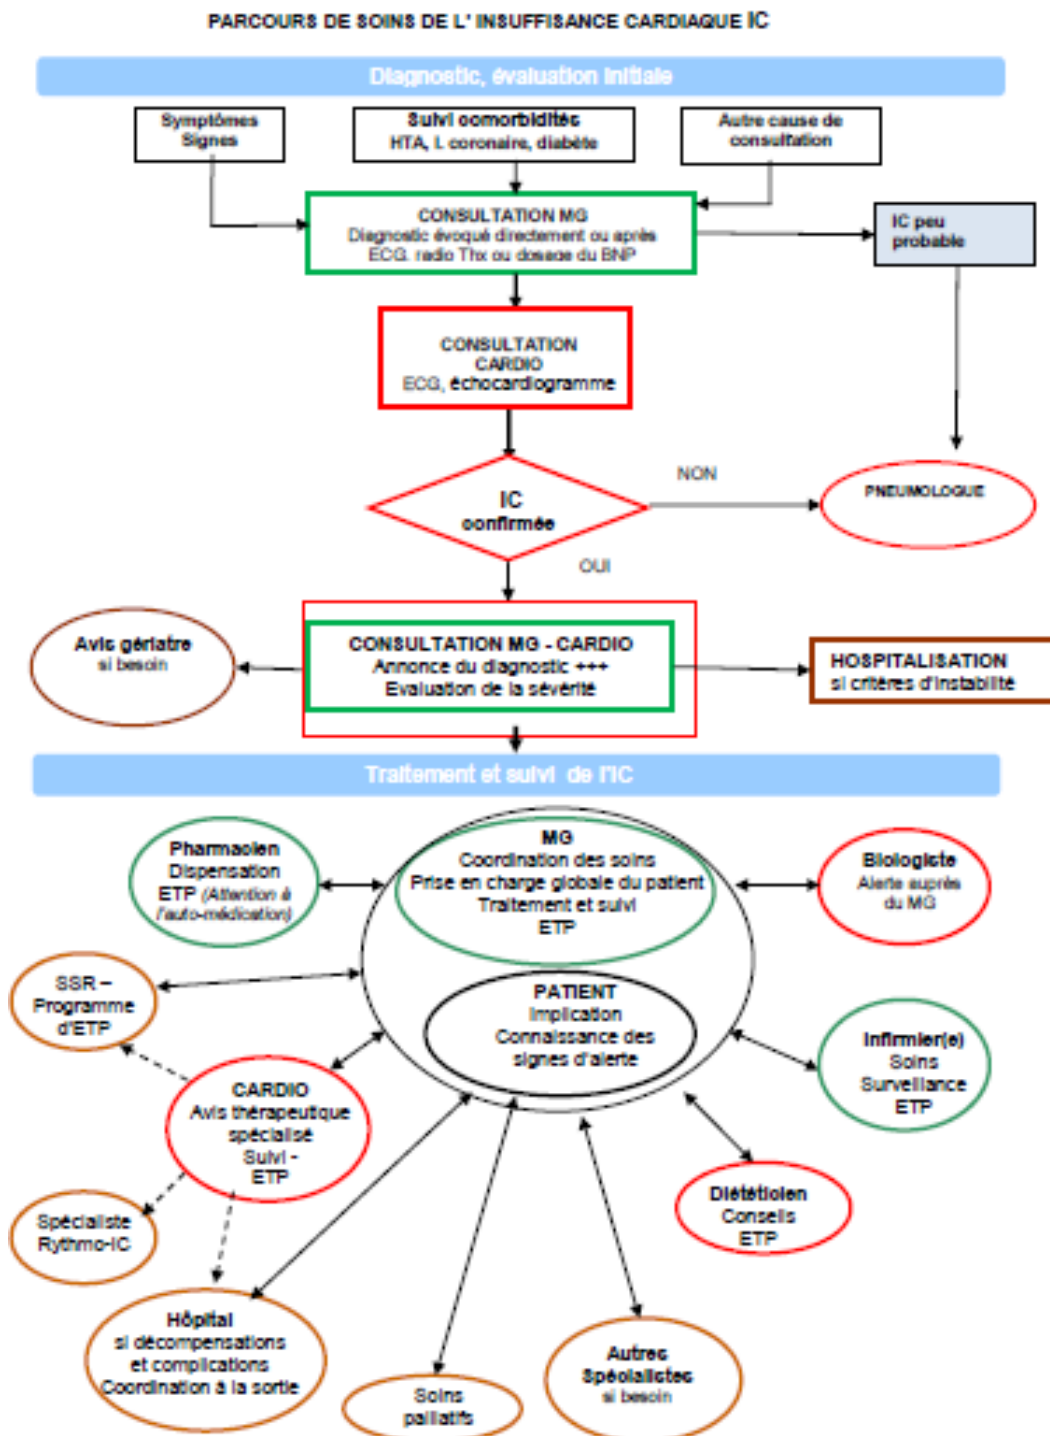 PARCOURS DE SOINS DE L' INSUFFISANCE CARDIAQUE IC
Diagnostic, évaluation initiale
Symptômes
Signes
Suivi comorbidités
HTA, I. coronaire, diabète
Autre cause de
consultation
CONSULTATION MG
Diagnostic évoqué directement ou après
ECG, radio Thx ou dosage du BNP
IC peu
probable
CONSULTATION
CARDIO
ECG, échocardiogramme
IC
confirmée
NON
PNEUMOLOGUE
OUI
Avis gériatre
si besoin
CONSULTATION MG - CARDIO
Annonce du diagnostic +++
Evaluation de la sévérité
HOSPITALISATION
si critères d'instabilité
Traitement et suivi de l'IC
Pharmacien
Dispensation
ETP (Attention à
l'auto-médication)
MG
Coordination des soins
Prise en charge globale du patient
Traitement et suivi
ETP
Biologiste
Alerte auprès
du MG
SSR –
Programme
d'ETP
PATIENT
Implication
Connaissance des
signes d'alerte
Infirmier(e)
Soins
Surveillance
ETP
CARDIO
Avis thérapeutique
spécialisé
Suivi -
ETP
Diététicien
Conseils
ETP
Spécialiste
Rythmo-IC
Hôpital
si décompensations
et complications
Coordination à la sortie
Soins
palliatifs
Autres
Spécialistes
si besoin